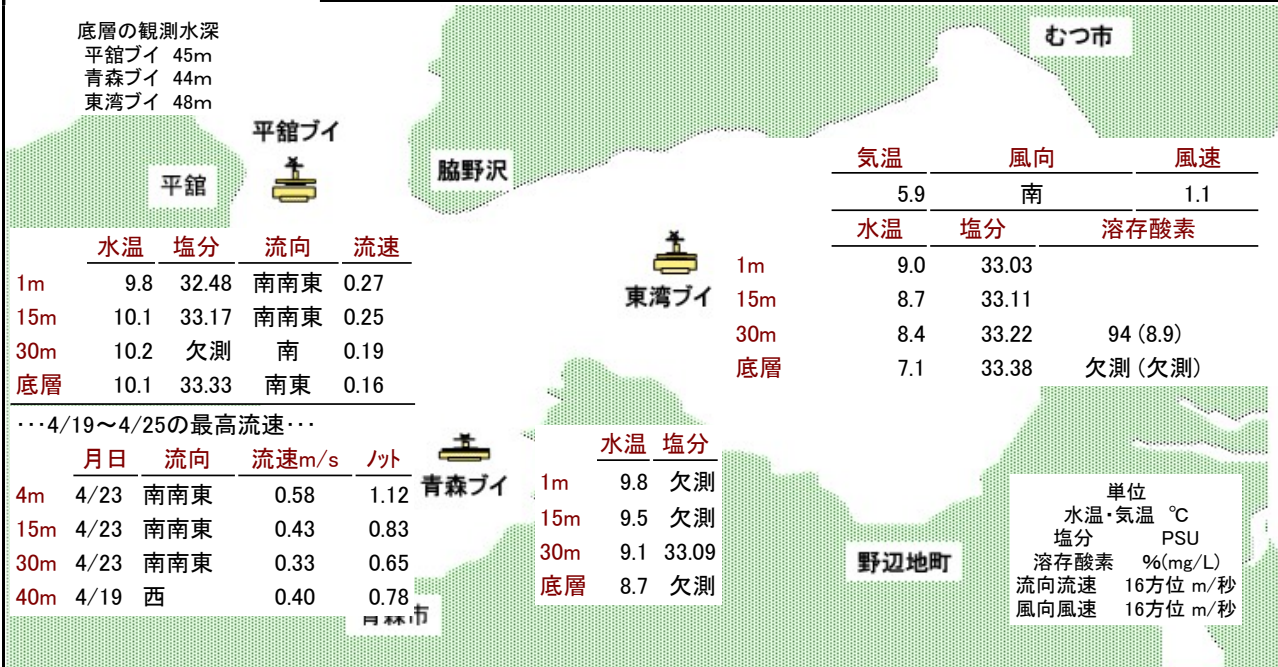 底層の観測水深
平舘ブイ 45m
青森ブイ 44m
東湾ブイ 48m
むつ市
平舘ブイ
平舘
脇野沢
気温 風向 風速
5.9 南 1.1
水温 塩分 溶存酸素
1m 9.0 33.03
15m 8.7 33.11
30m 8.4 33.22 94 (8.9)
底層 7.1 33.38 欠測 (欠測)
東湾ブイ
水温 塩分 流向 流速
1m 9.8 32.48 南南東 0.27
15m 10.1 33.17 南南東 0.25
30m 10.2 欠測 南 0.19
底層 10.1 33.33 南東 0.16
･･･4/19～4/25の最高流速･･･
月日 流向 流速m/s ノット
4m 4/23 南南東 0.58 1.12
15m 4/23 南南東 0.43 0.83
30m 4/23 南南東 0.33 0.65
40m 4/19 西 0.40 0.78
青森ブイ
水温 塩分
1m 9.8 欠測
15m 9.5 欠測
30m 9.1 33.09
底層 8.7 欠測
青森市
野辺地町
単位
水温･気温 ℃
塩分 PSU
溶存酸素 %(mg/L)
流向流速 16方位 m/秒
風向風速 16方位 m/秒